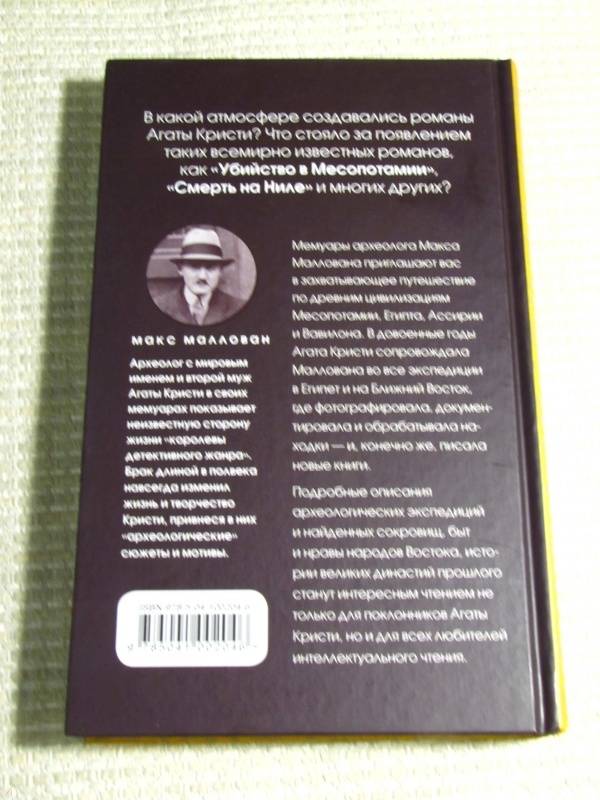 В какой атмосфере создавались романы
Агаты Кристи? Что стояло за появлением
таких всемирно известных романов,
как «Убийство в Месопотамии»,
«Смерть на Ниле» и многих других?
макс маллован
Археолог с мировым
именем и второй муж
Агаты Кристи в своих
мемуарах показывает
неизвестную сторону
жизни «королевы
детективного жанра».
Брак длиной в полвека
навсегда изменил
жизнь и творчество
Кристи, привнеся в них
«археологические»
сюжеты и мотивы.
Мемуары археолога Макса
Маллована приглашают вас
в захватывающее путешествие
по древним цивилизациям
Месопотамии, Египта, Ассирии
и Вавилона. В довоенные годы
Агата Кристи сопровождала
Маллована во все экспедиции
в Египет и на Ближний Восток,
где фотографировала, докумен-
тировала и обрабатывала на-
ходки — и, конечно же, писала
новые книги.
Подробные описания
археологических экспедиций
и найденных сокровищ, быт
и нравы народов Востока, исто-
рии великих династий прошлого
станут интересным чтением не
только для поклонников Агаты
Кристи, но и для всех любителей
интеллектуального чтения.
ISBN